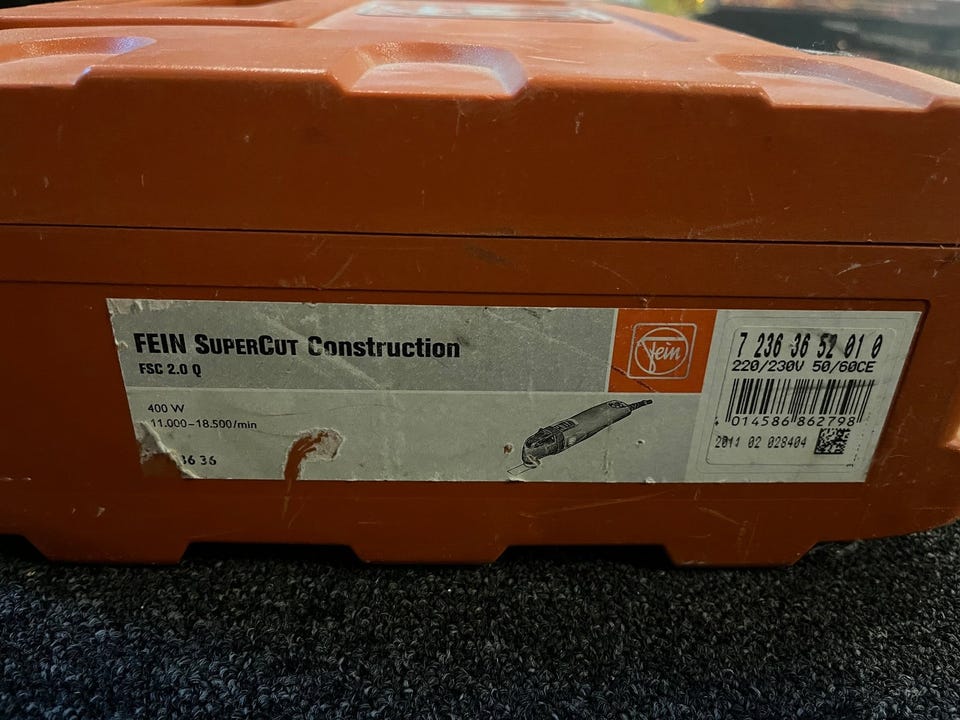 FEIN SUPERCUT Construction
FSC 2.0 Q
400 W
11.000–18.500/min
36 36
Fein
7 236 36 52 01 0
220/230V 50/60CE
4 014586 862798
2011 02 028404